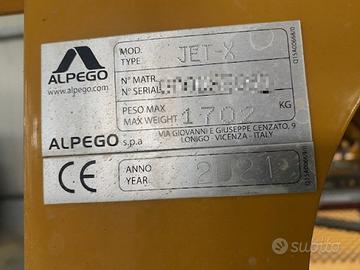 ALPEGO
www.alpego.com
MOD.
TYPE JET-X
N° MATR.
N° SERIAL
PESO MAX
MAX WEIGHT 1702 KG
ALPEGO s.p.a
VIA GIOVANNI E GIUSEPPE CENZATO, 9
LONIGO - VICENZA - ITALY
CE
ANNO
YEAR 2021
subito